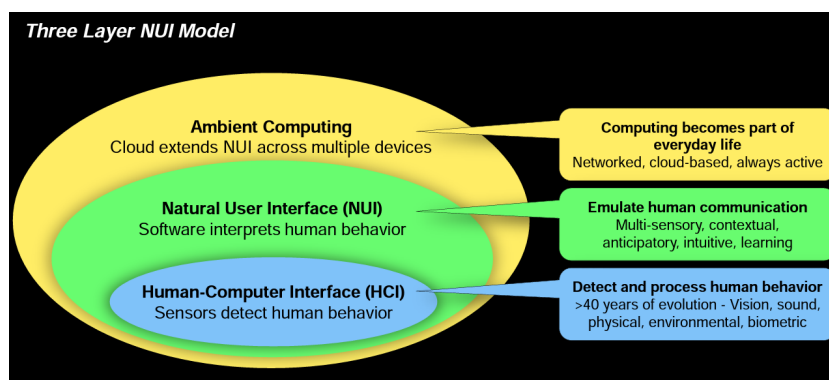 Three Layer NUI Model
Ambient Computing
Cloud extends NUI across multiple devices
Computing becomes part of
everyday life
Networked, cloud-based, always active
Natural User Interface (NUI)
Software interprets human behavior
Emulate human communication
Multi-sensory, contextual,
anticipatory, intuitive, learning
Human-Computer Interface (HCI)
Sensors detect human behavior
Detect and process human behavior
>40 years of evolution - Vision, sound,
physical, environmental, biometric